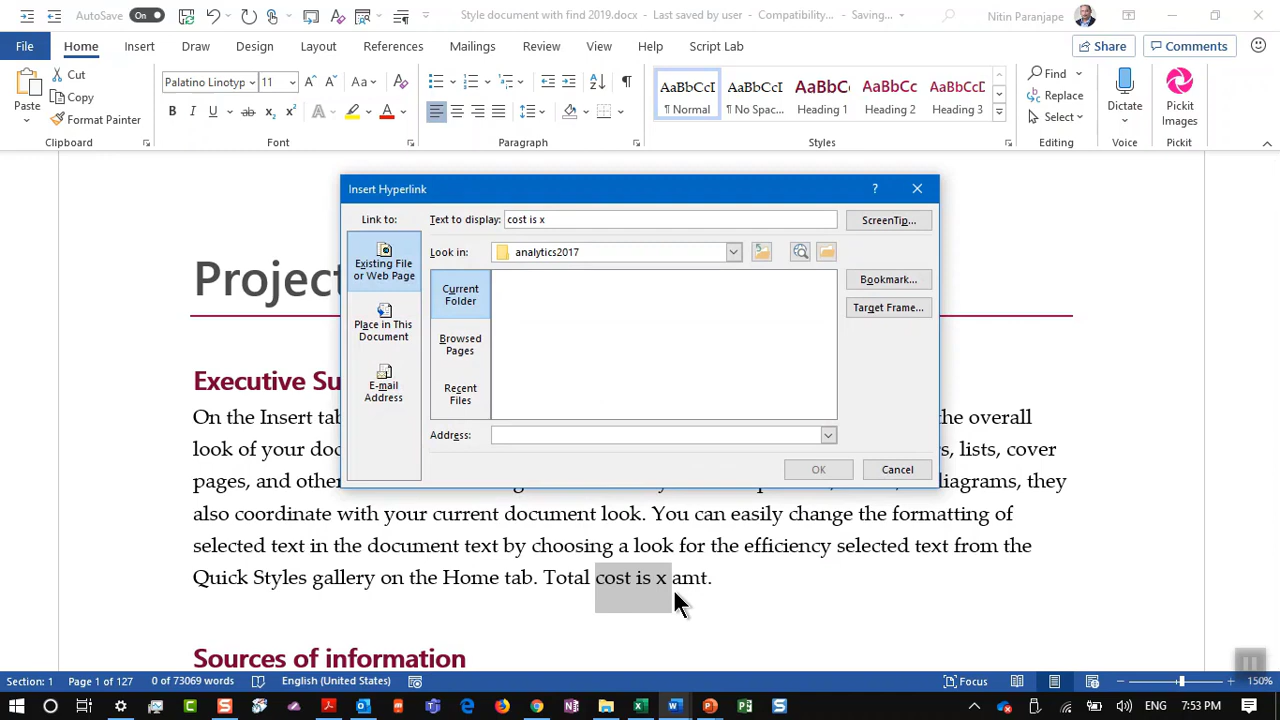 AutoSave On
Style document with find 2019.docx - Last saved by user - Compatibility... - Saving...
Nitin Paranjape
File Home Insert Draw Design Layout References Mailings Review View Help Script Lab
Share Comments
Paste
Cut
Copy
Format Painter
Clipboard
Palatino Linotyp 11
Font
Paragraph
AaBbCcI AaBbCcI AaBbC AaBbCc AaBbCcD
¶ Normal ¶ No Spac... Heading 1 Heading 2 Heading 3
Styles
Find
Replace
Select
Editing
Dictate
Voice
Pickit
Images
Pickit
Insert Hyperlink
Link to:
Text to display: cost is x
ScreenTip...
Existing File
or Web Page
Look in: analytics2017
Current
Folder
Bookmark...
Target Frame...
Place in This
Document
Browsed
Pages
E-mail
Address
Recent
Files
Address:
OK Cancel
Project
Executive Su
On the Insert tab the overall
look of your doc s, lists, cover
pages, and other diagrams, they
also coordinate with your current document look. You can easily change the formatting of
selected text in the document text by choosing a look for the efficiency selected text from the
Quick Styles gallery on the Home tab. Total cost is x amt.
Sources of information
Section: 1 Page 1 of 127 0 of 73069 words English (United States) Focus 150%
ENG 7:53 PM